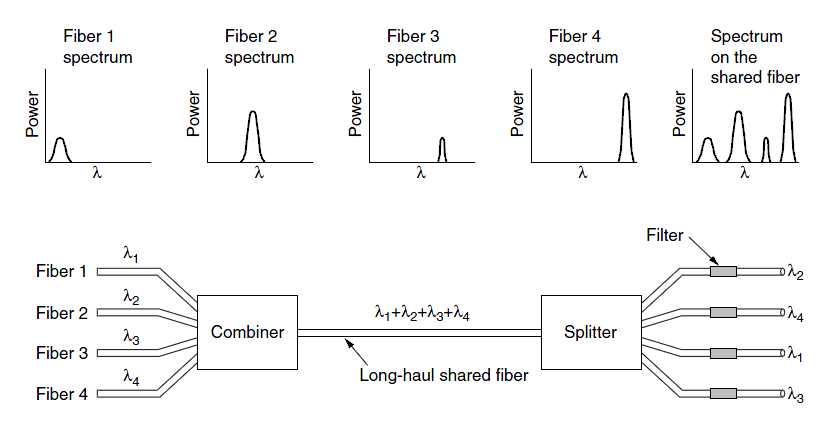 Fiber 1
spectrum
Fiber 2
spectrum
Fiber 3
spectrum
Fiber 4
spectrum
Spectrum
on the
shared fiber
Power
λ
Power
λ
Power
λ
Power
λ
Power
λ
Filter
Fiber 1
λ1
λ2
Fiber 2
λ2
λ1+λ2+λ3+λ4
λ4
Combiner
Splitter
Fiber 3
λ3
λ1
Long-haul shared fiber
Fiber 4
λ4
λ3